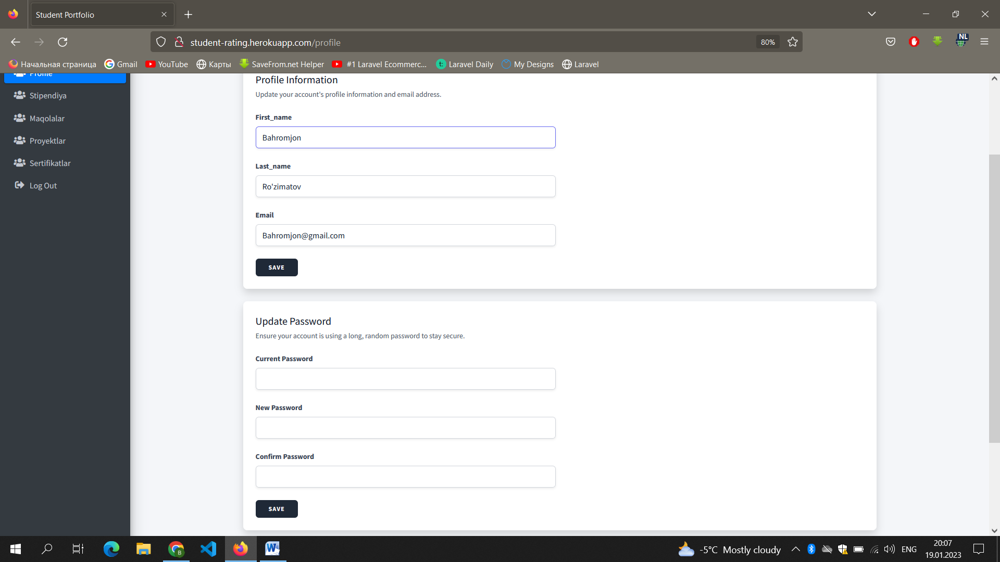 Student Portfolio
student-rating.herokuapp.com/profile
80%
NL
Начальная страница
Gmail
YouTube
Карты
SaveFrom.net Helper
#1 Laravel Ecommerc...
t:
Laravel Daily
My Designs
Laravel
Profile
Stipendiya
Maqolalar
Proyektlar
Sertifikatlar
Log Out
Profile Information
Update your account's profile information and email address.
First_name
Bahromjon
Last_name
Ro'zimatov
Email
Bahromjon@gmail.com
SAVE
Update Password
Ensure your account is using a long, random password to stay secure.
Current Password
New Password
Confirm Password
SAVE
B
W
-5°C Mostly cloudy
ENG
20:07
19.01.2023